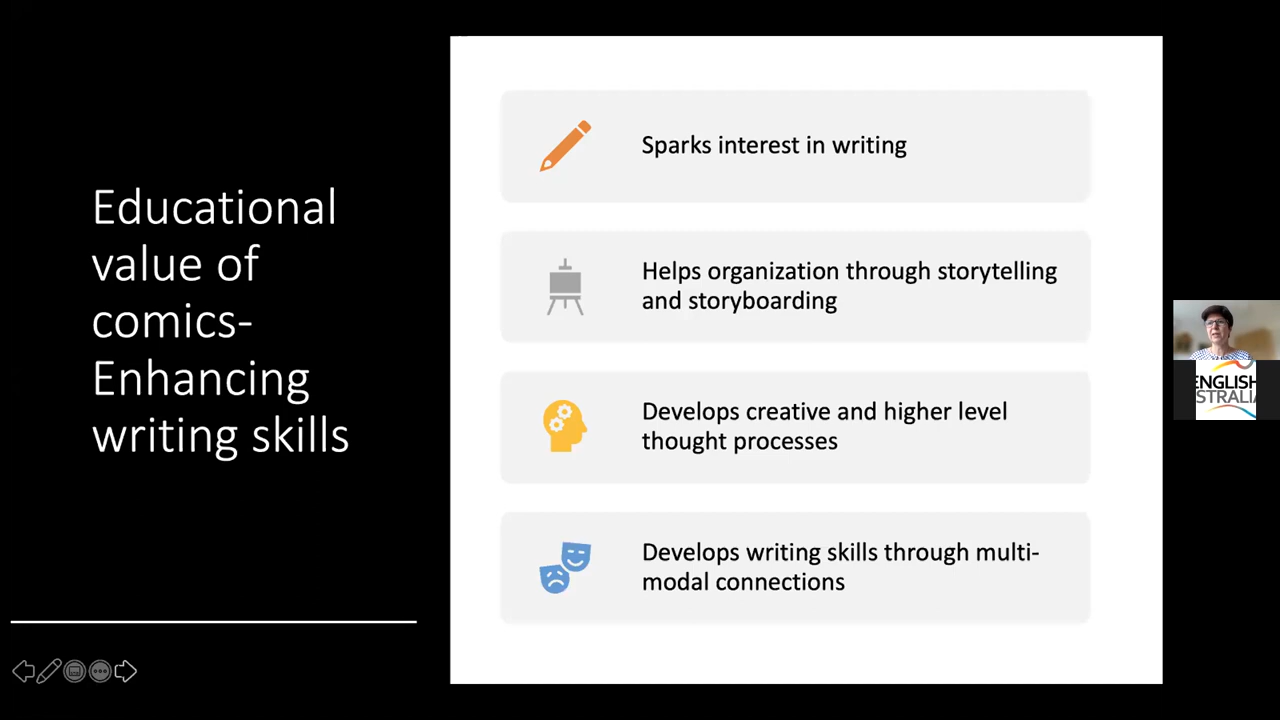 Educational
value of
comics-
Enhancing
writing skills
Sparks interest in writing
Helps organization through storytelling
and storyboarding
Develops creative and higher level
thought processes
Develops writing skills through multi-
modal connections
ENGLISH
STRALIA